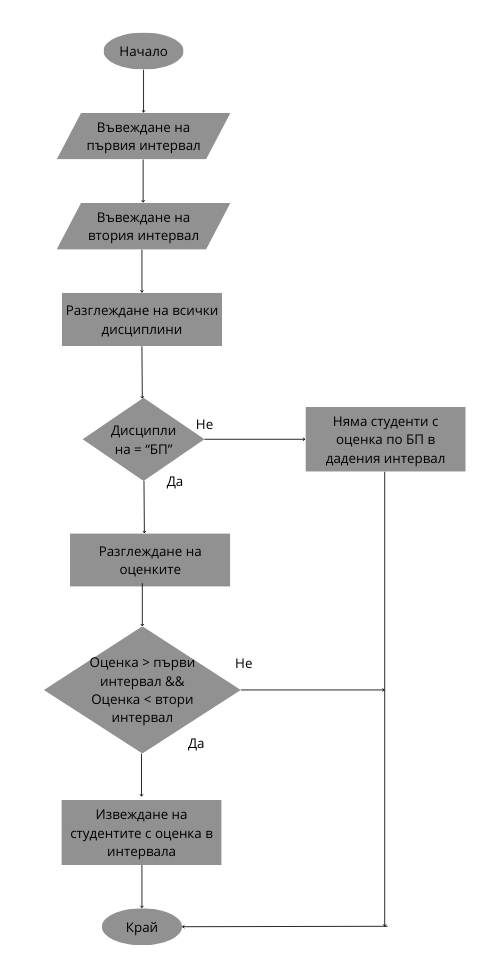 Начало
Въвеждане на
първия интервал
Въвеждане на
втория интервал
Разглеждане на всички
дисциплини
Дисципли
на = “БП”
Не
Няма студенти с
оценка по БП в
дадения интервал
Да
Разглеждане на
оценките
Оценка > първи
интервал &&
Оценка < втори
интервал
Не
Да
Извеждане на
студентите с оценка в
интервала
Край